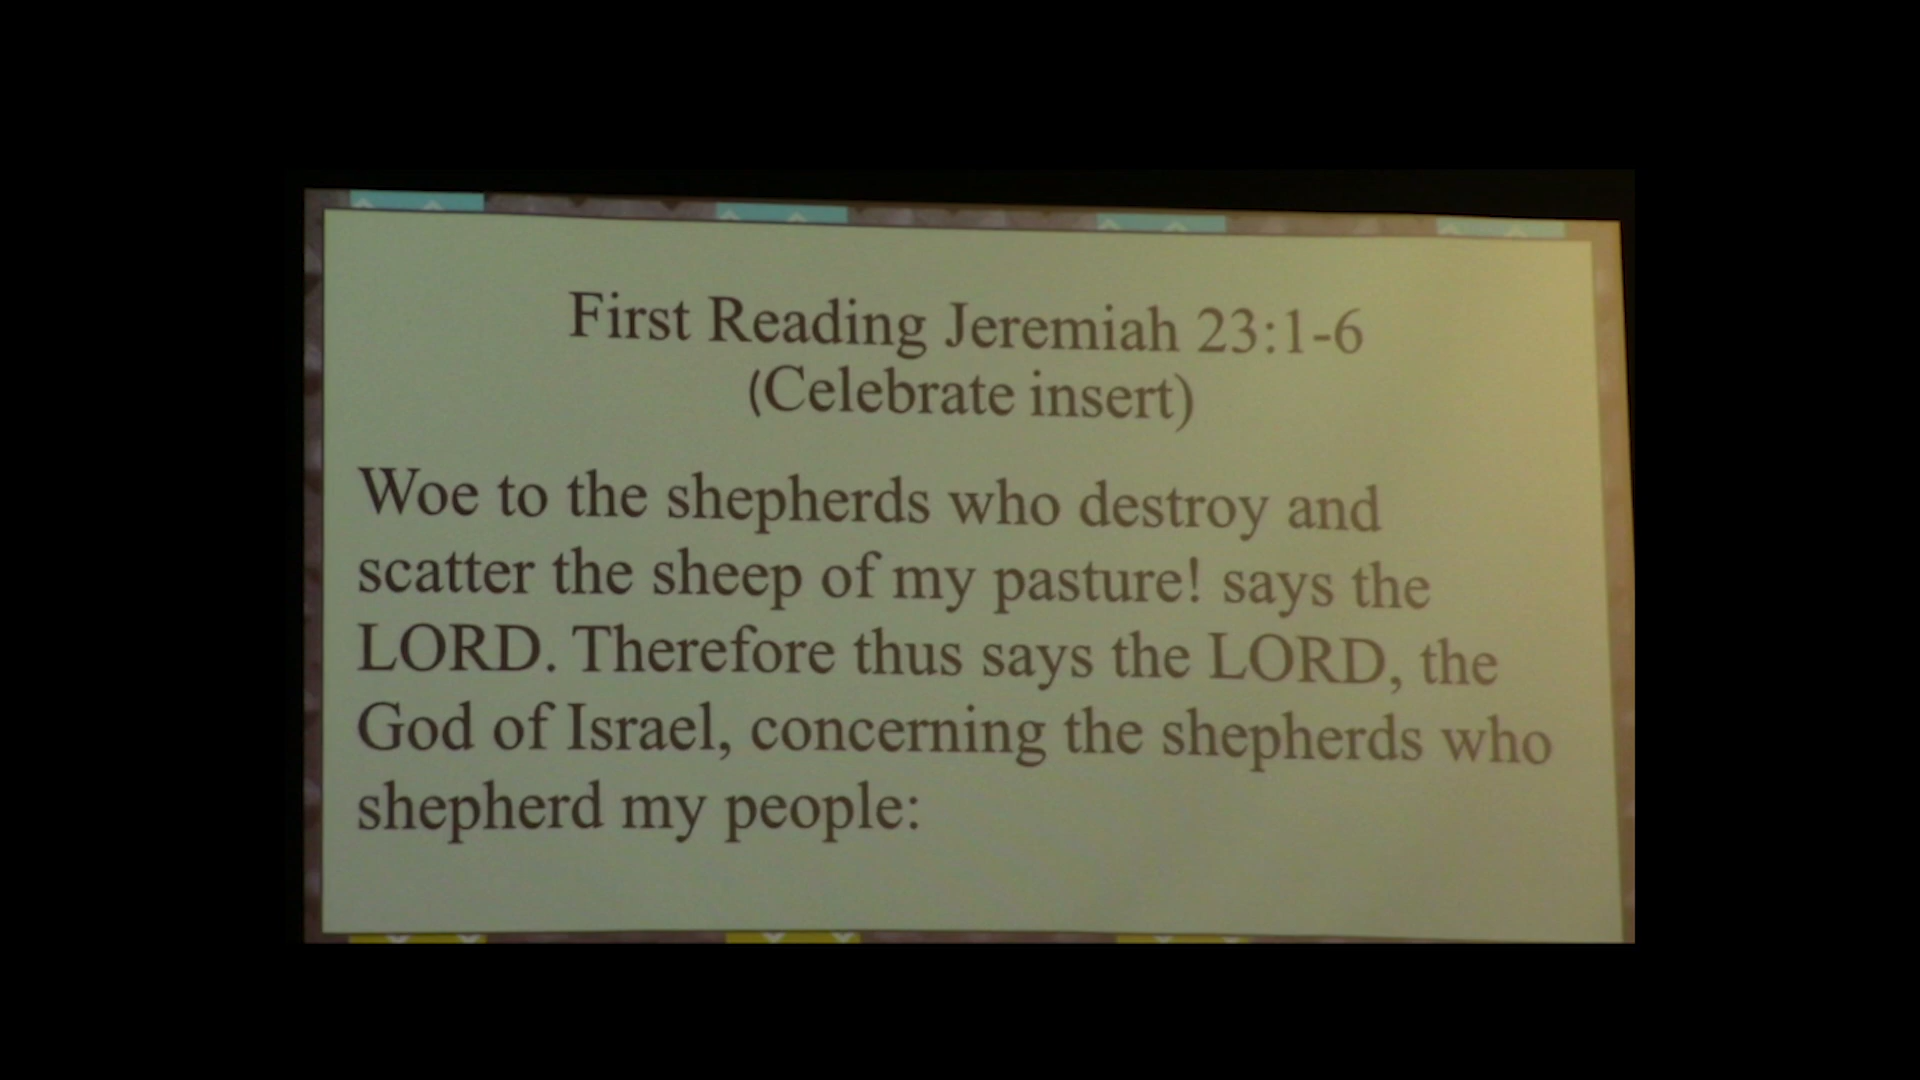 First Reading Jeremiah 23:1-6
(Celebrate insert)
Woe to the shepherds who destroy and
scatter the sheep of my pasture! says the
LORD. Therefore thus says the LORD, the
God of Israel, concerning the shepherds who
shepherd my people: